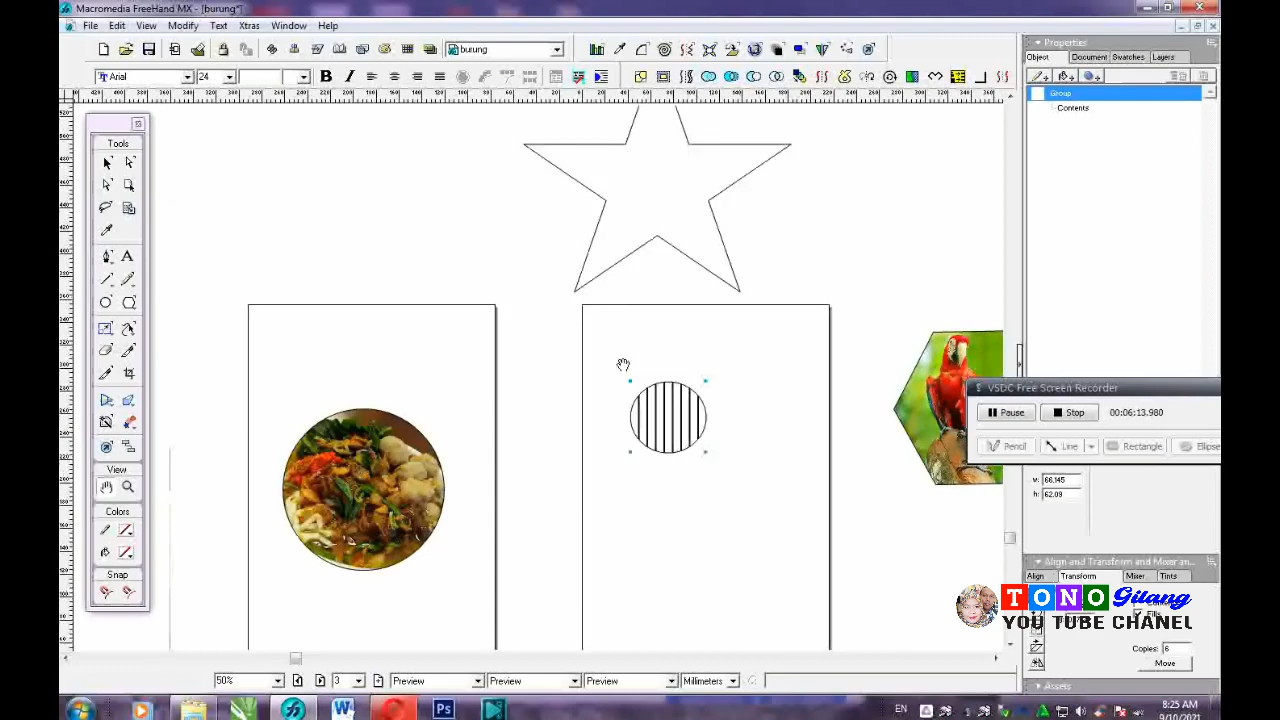 Macromedia FreeHand MX - [burung*]
File Edit View Modify Text Xtras Window Help
burung
Arial 24
Properties
Object Document Swatches Layers
Group
Contents
Tools
View
Colors
Snap
VSDC Free Screen Recorder
Pause Stop 00:06:13.980
Pencil Line Rectangle Ellipse
v: 66.145
h: 62.09
Align and Transform and Mixer an...
Align Transform Mixer Tints
Fills
Copies: 6
Move
Assets
TONO Gilang
YOU TUBE CHANEL
50% Preview Preview Preview Millimeters
EN 8:25 AM
9/10/2021